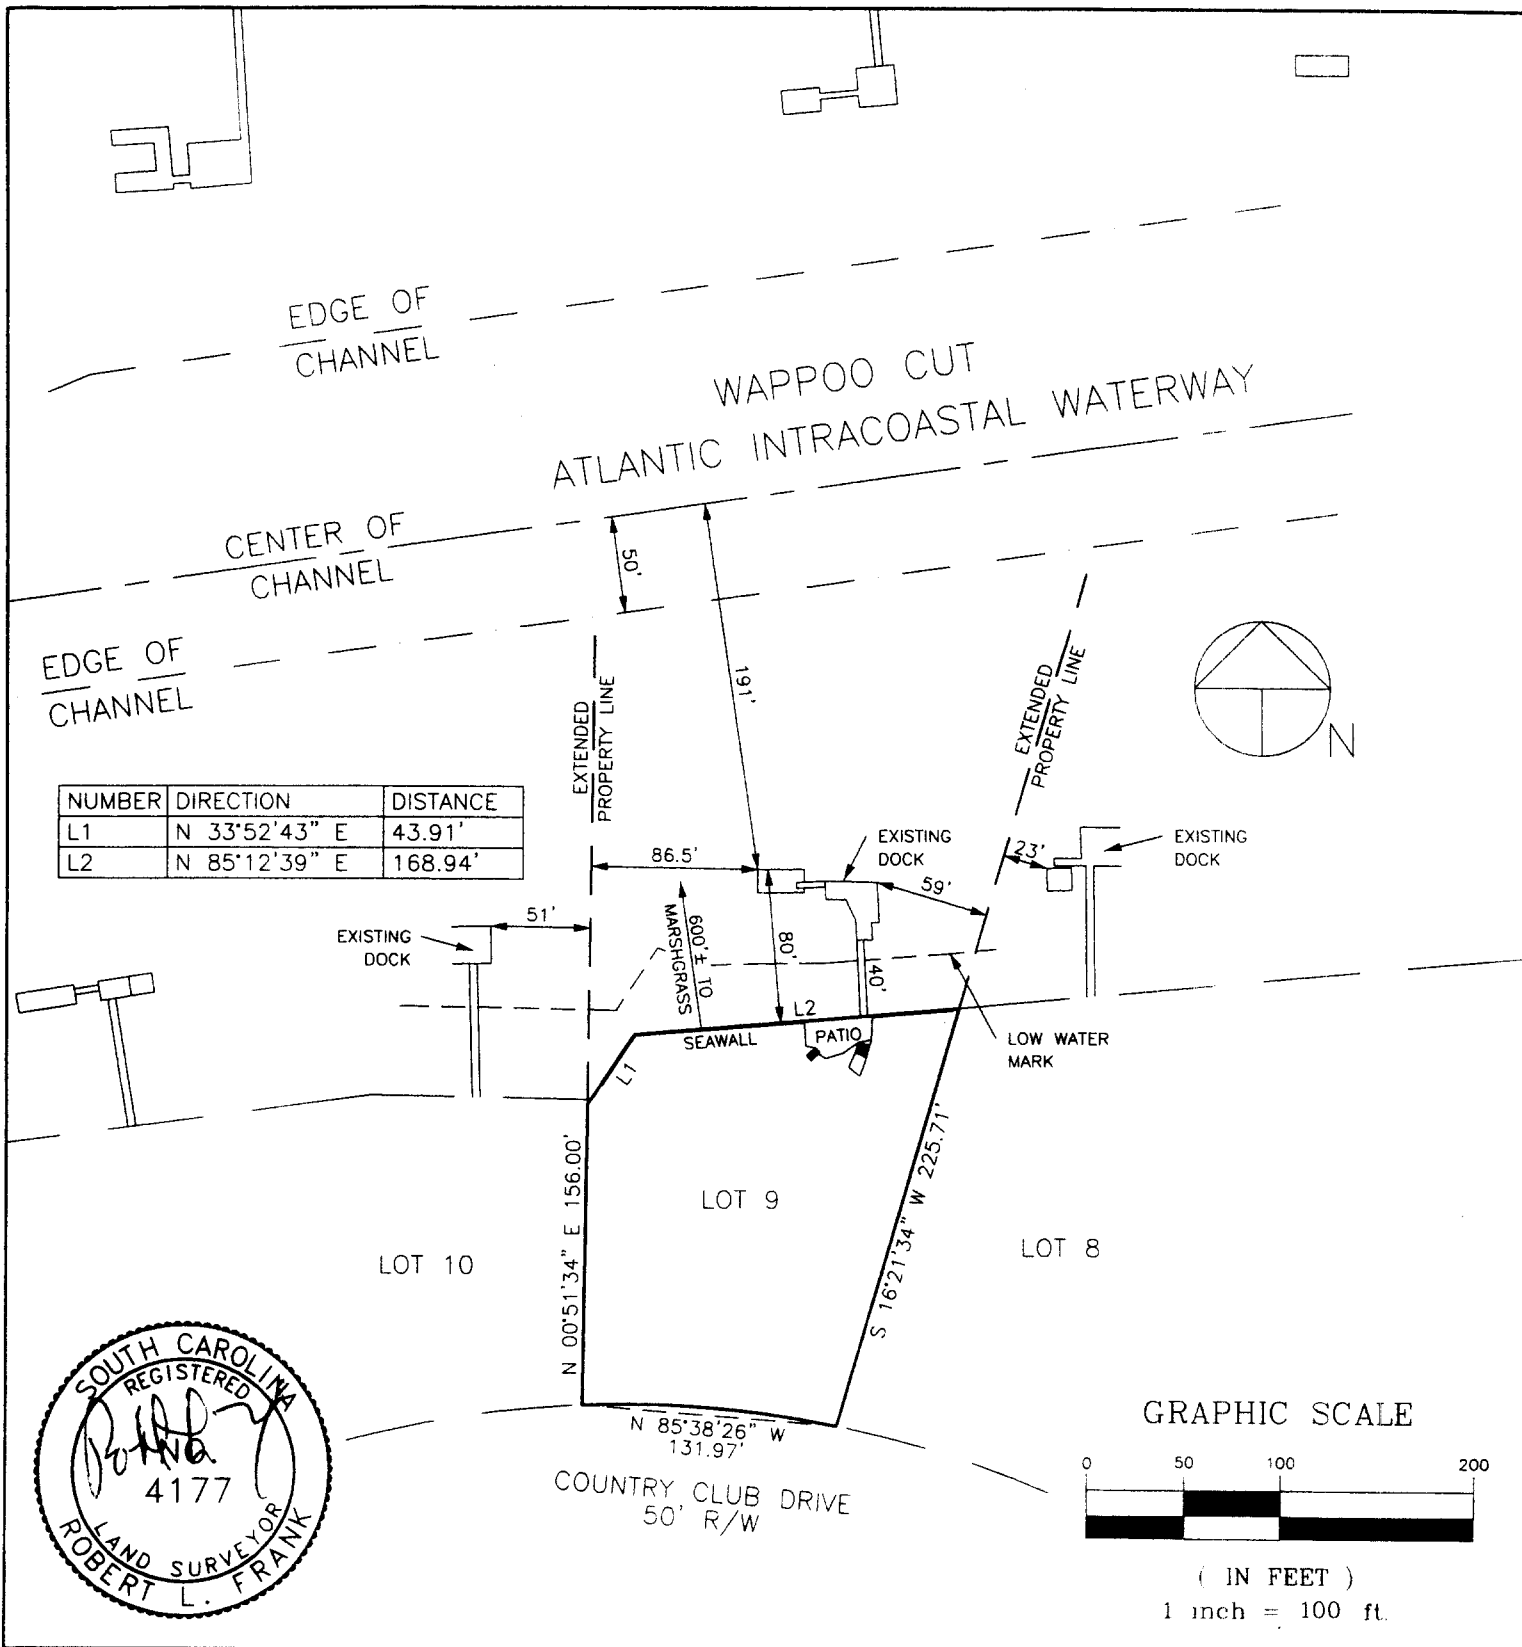 EDGE OF
CHANNEL
WAPPOO CUT
ATLANTIC INTRACOASTAL WATERWAY
CENTER OF
CHANNEL
50'
EDGE OF
CHANNEL
191'
EXTENDED
PROPERTY LINE
EXTENDED
PROPERTY LINE
N
NUMBER DIRECTION DISTANCE
L1 N 33°52'43" E 43.91'
L2 N 85°12'39" E 168.94'
86.5'
EXISTING
DOCK
23'
EXISTING
DOCK
59'
51'
EXISTING
DOCK
600'± TO
MARSHGRASS
80'
40'
L2
SEAWALL
PATIO
LOW WATER
MARK
L1
N 00°51'34" E 156.00'
LOT 9
S 16°21'34" W 225.71'
LOT 10
LOT 8
N 85°38'26" W
131.97'
COUNTRY CLUB DRIVE
50' R/W
SOUTH CAROLINA
REGISTERED
4177
LAND SURVEYOR
ROBERT L. FRANK
GRAPHIC SCALE
0 50 100 200
( IN FEET )
1 inch = 100 ft.